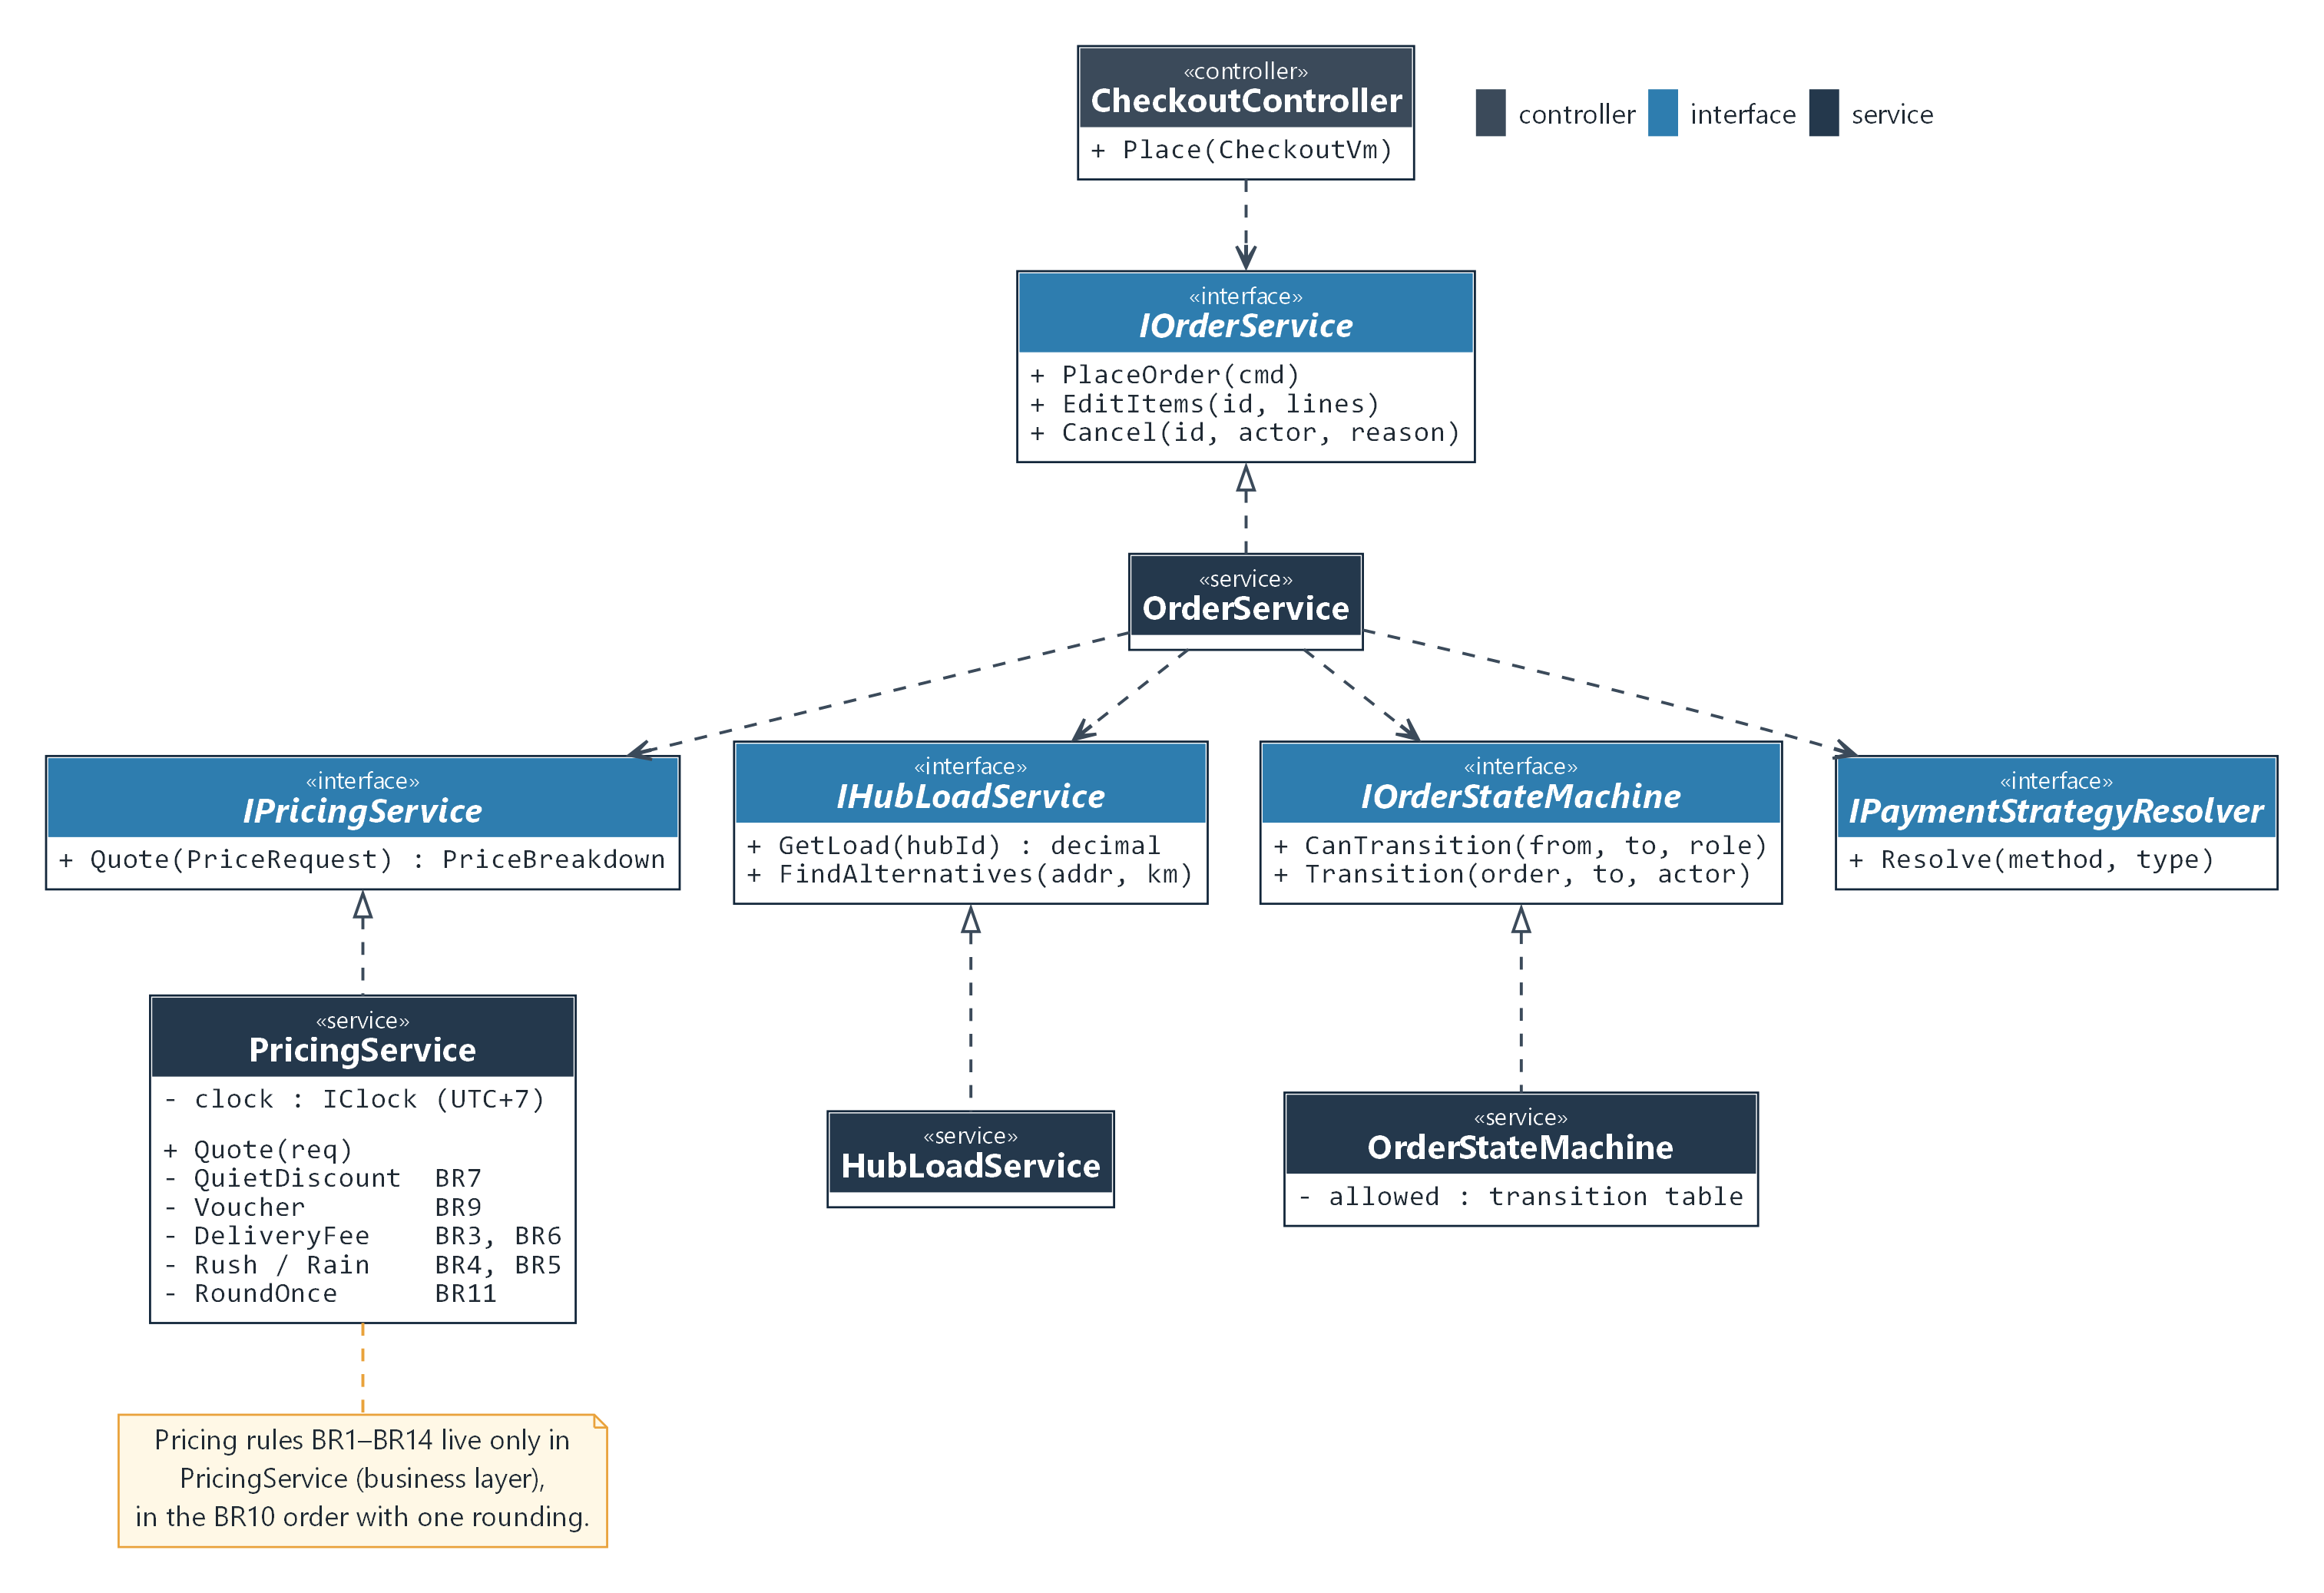 «controller»
CheckoutController
+ Place(CheckoutVm)
controller
interface
service
«interface»
IOrderService
+ PlaceOrder(cmd)
+ EditItems(id, lines)
+ Cancel(id, actor, reason)
«service»
OrderService
«interface»
IPricingService
+ Quote(PriceRequest) : PriceBreakdown
«interface»
IHubLoadService
+ GetLoad(hubId) : decimal
+ FindAlternatives(addr, km)
«interface»
IOrderStateMachine
+ CanTransition(from, to, role)
+ Transition(order, to, actor)
«interface»
IPaymentStrategyResolver
+ Resolve(method, type)
«service»
PricingService
- clock : IClock (UTC+7)
+ Quote(req)
- QuietDiscount BR7
- Voucher BR9
- DeliveryFee BR3, BR6
- Rush / Rain BR4, BR5
- RoundOnce BR11
«service»
HubLoadService
«service»
OrderStateMachine
- allowed : transition table
Pricing rules BR1–BR14 live only in
PricingService (business layer),
in the BR10 order with one rounding.